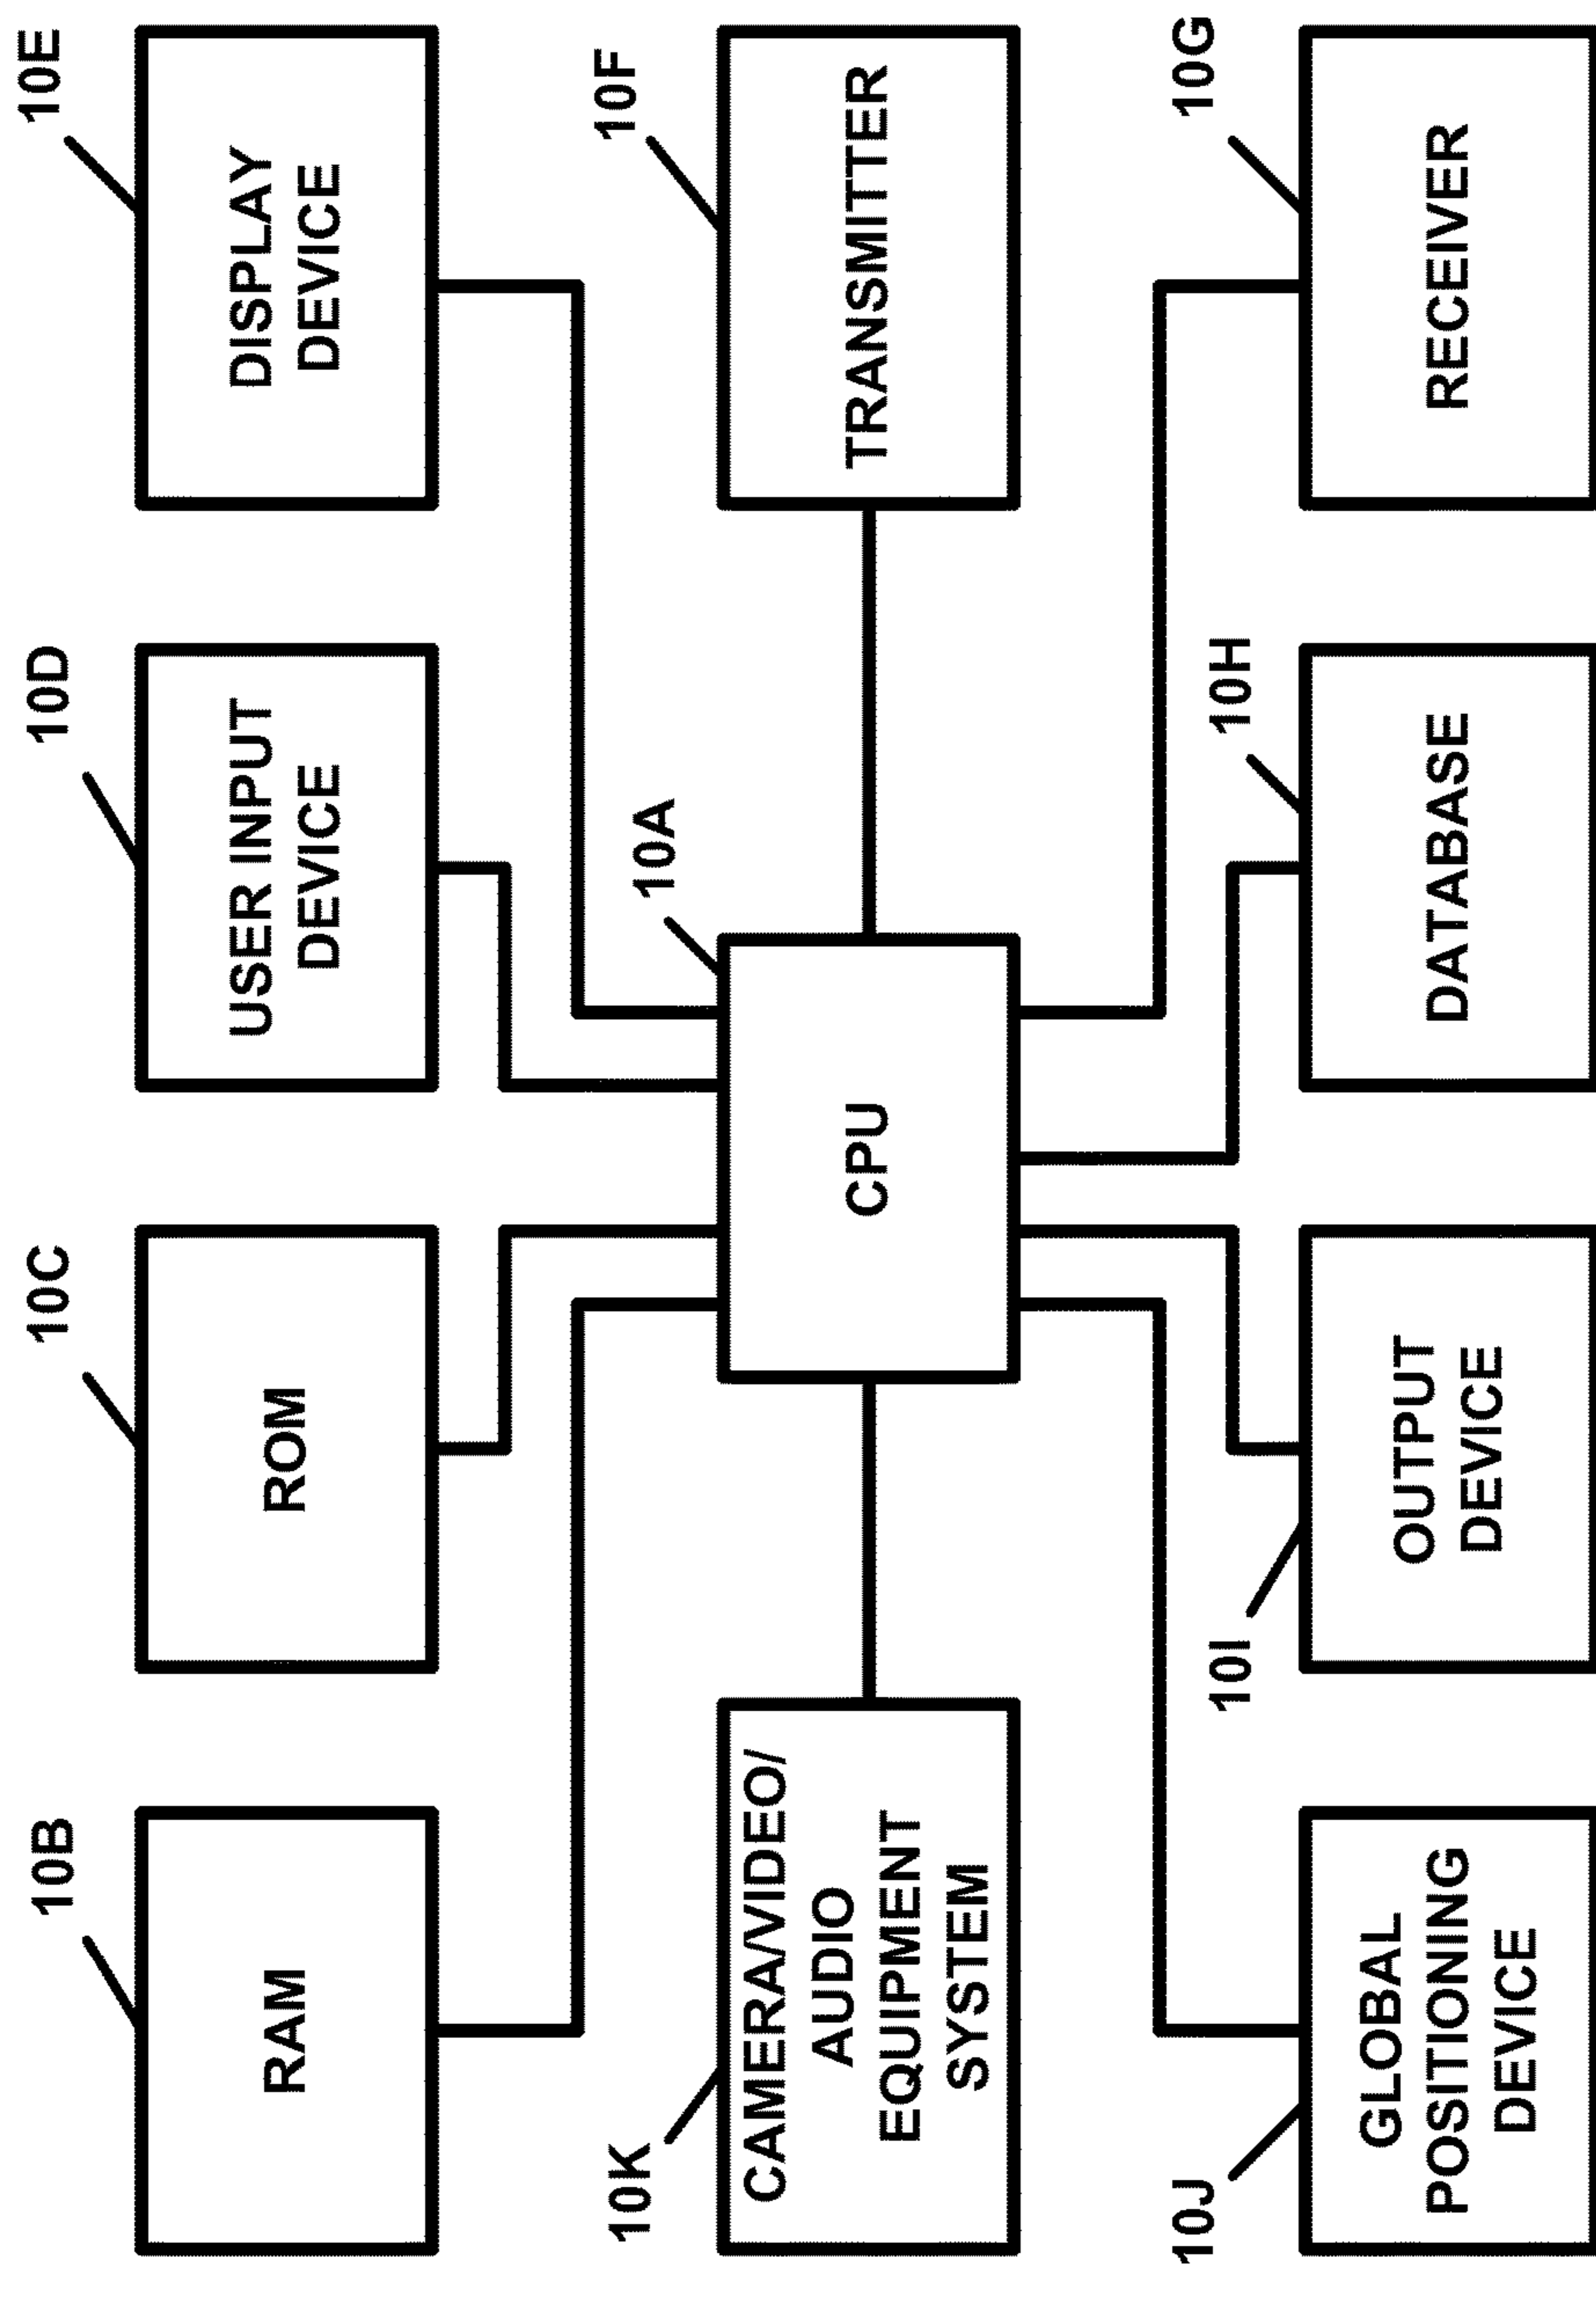 10B
10C
10D
10E
RAM
ROM
USER INPUT
DEVICE
DISPLAY
DEVICE
10K
10A
10F
CAMERA/VIDEO/
AUDIO
EQUIPMENT
SYSTEM
CPU
TRANSMITTER
10J
10I
10H
10G
GLOBAL
POSITIONING
DEVICE
OUTPUT
DEVICE
DATABASE
RECEIVER